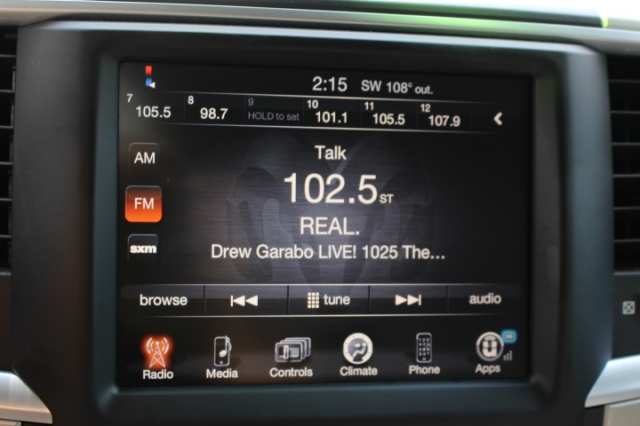 2:15 SW 108° out.
7 105.5 8 98.7 9 HOLD to set 10 101.1 11 105.5 12 107.9
AM
Talk
FM
102.5 ST
REAL.
sxm
Drew Garabo LIVE! 1025 The...
browse tune audio
Radio Media Controls Climate Phone Apps